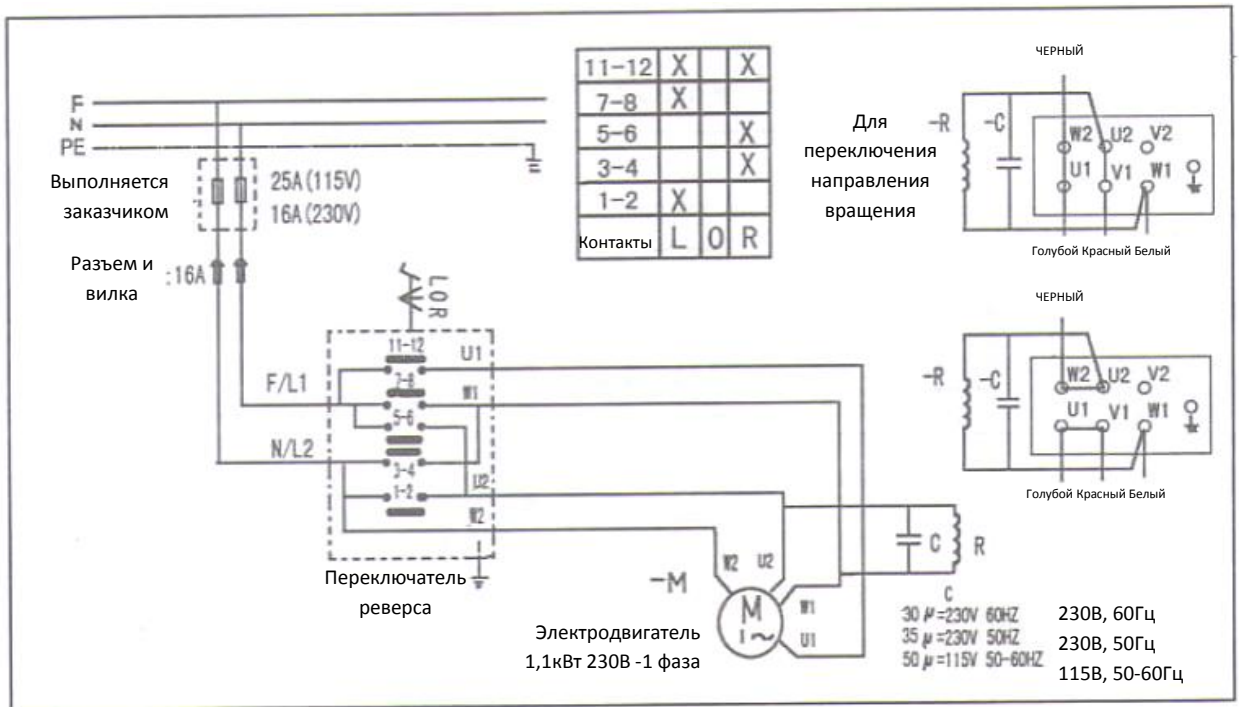 F
N
PE
Выполняется
заказчиком
25A(115V)
16A(230V)
Разъем и
вилка
:16A
11-12 X X
7-8 X
5-6 X
3-4 X
1-2 X
Контакты L 0 R
L O R
11-12
7-8
5-6
3-4
1-2
U1
W1
U2
W2
F/L1
N/L2
Переключатель
реверса
-M
W2 U2
M
1~
W1
U1
Электродвигатель
1,1кВт 230В -1 фаза
C R
C
30 μ=230V 60HZ
35 μ=230V 50HZ
50 μ=115V 50-60HZ
230В, 60Гц
230В, 50Гц
115В, 50-60Гц
Для
переключения
направления
вращения
ЧЕРНЫЙ
-R -C
W2 U2 V2
U1 V1 W1
Голубой Красный Белый
ЧЕРНЫЙ
-R -C
W2 U2 V2
U1 V1 W1
Голубой Красный Белый